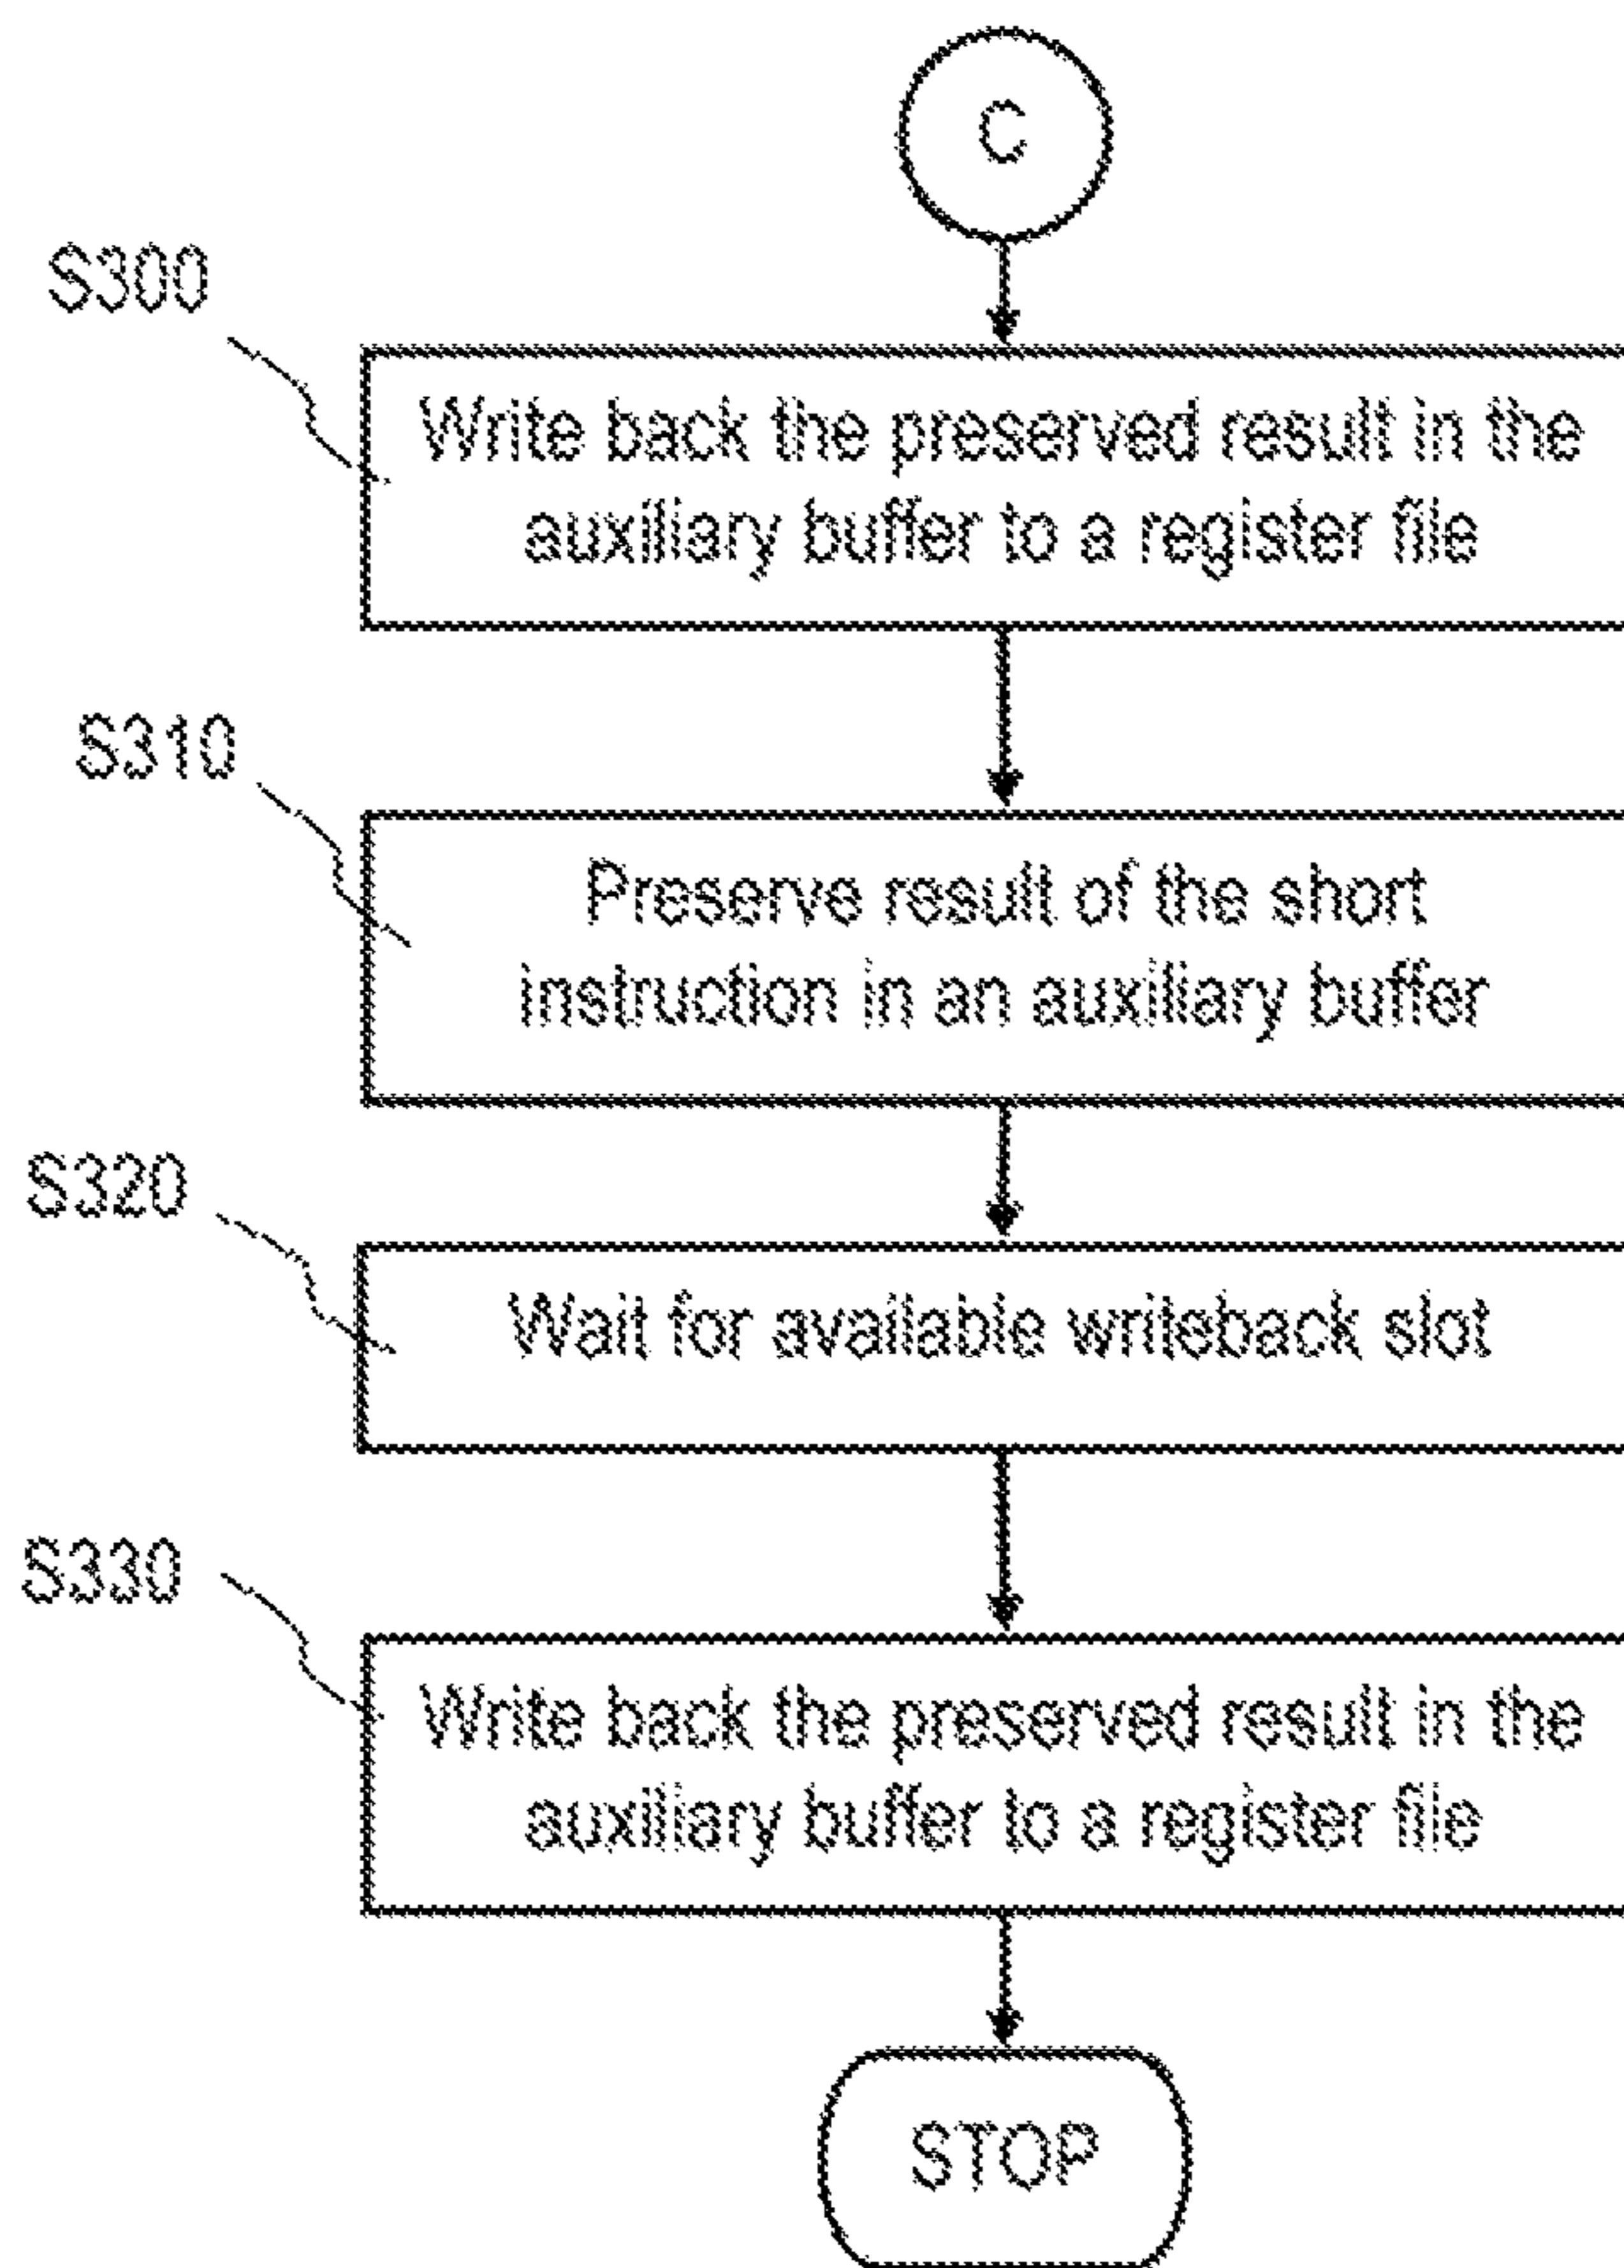 C
S300
Write back the preserved result in the
auxiliary buffer to a register file
S310
Preserve result of the short
instruction in an auxiliary buffer
S320
Wait for available writeback slot
S330
Write back the preserved result in the
auxiliary buffer to a register file
STOP